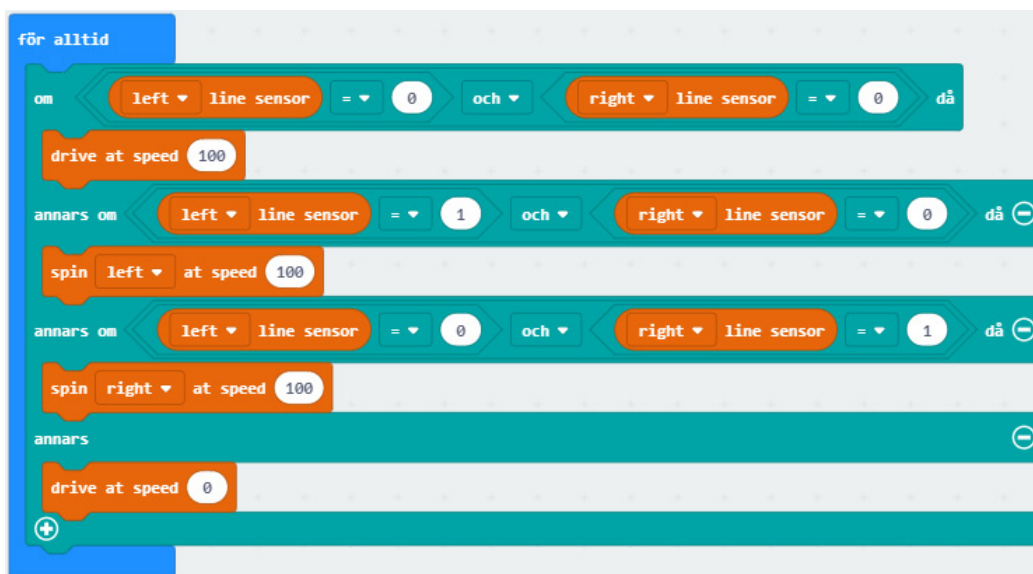 för alltid
om left line sensor = 0 och right line sensor = 0 då
drive at speed 100
annars om left line sensor = 1 och right line sensor = 0 då
spin left at speed 100
annars om left line sensor = 0 och right line sensor = 1 då
spin right at speed 100
annars
drive at speed 0